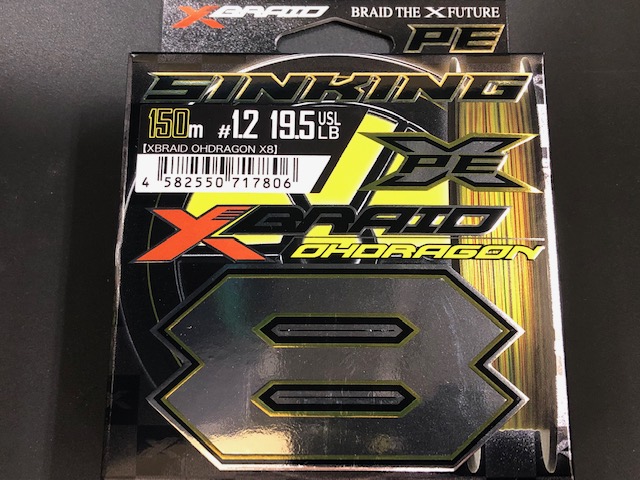 XBRAID BRAID THE X FUTURE
PE
SINKING
150m #1.2 19.5 USL LB
【XBRAID OHDRAGON X8】
4 582550 717806
X PE
XBRAID
OHDRAGON
8